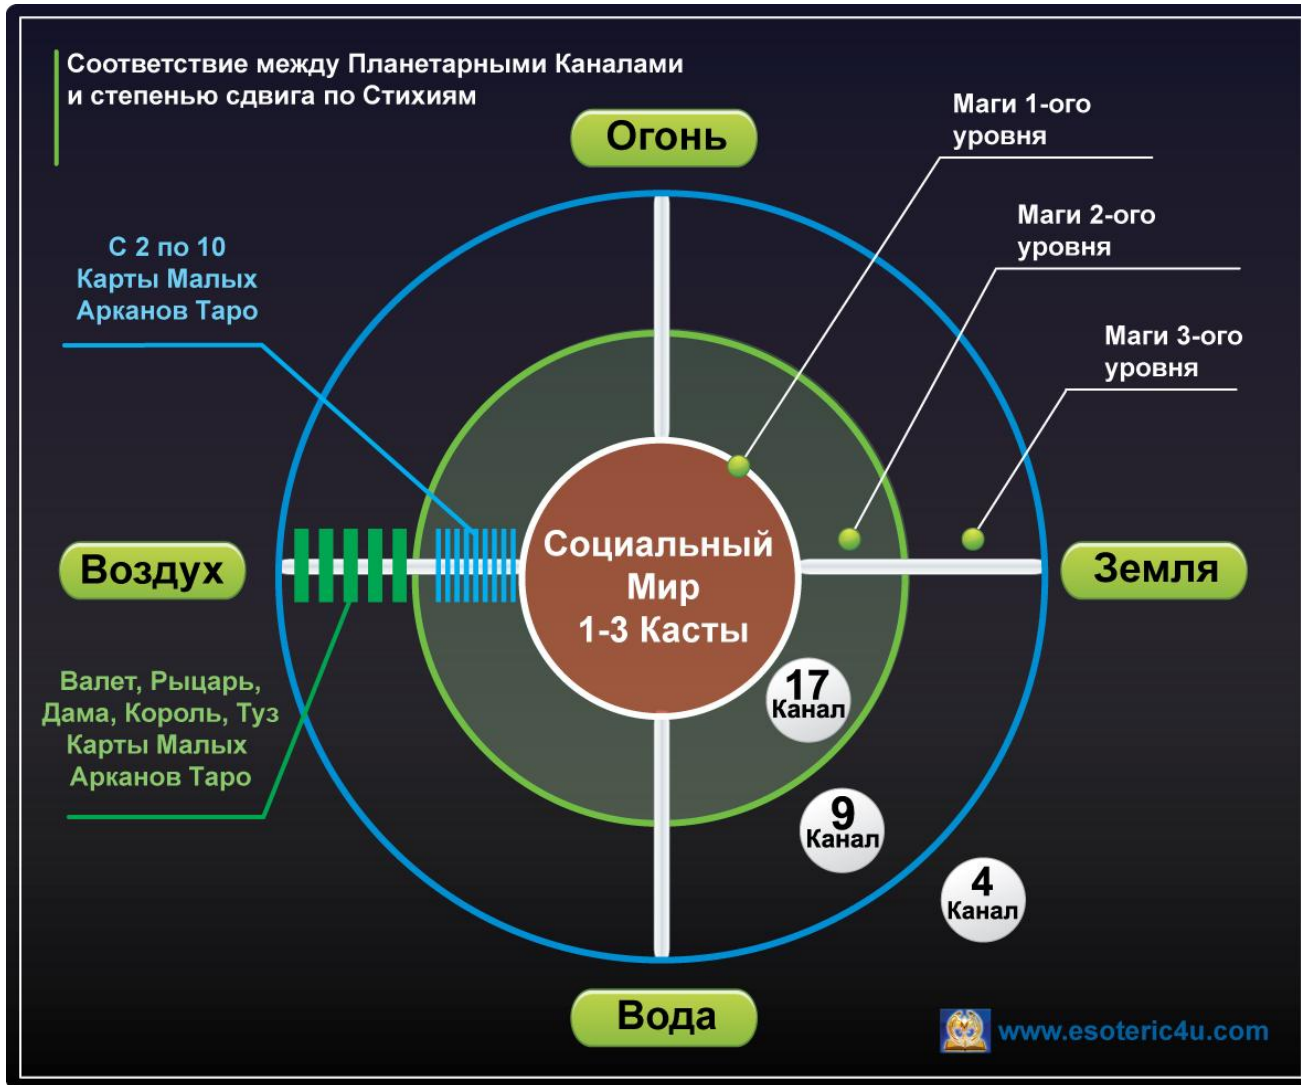 Соответствие между Планетарными Каналами
и степенью сдвига по Стихиям
Огонь
Маги 1-ого
уровня
Маги 2-ого
уровня
Маги 3-ого
уровня
С 2 по 10
Карты Малых
Арканов Таро
Воздух
Социальный
Мир
1-3 Касты
Земля
Валет, Рыцарь,
Дама, Король, Туз
Карты Малых
Арканов Таро
17
Канал
9
Канал
4
Канал
Вода
www.esoteric4u.com